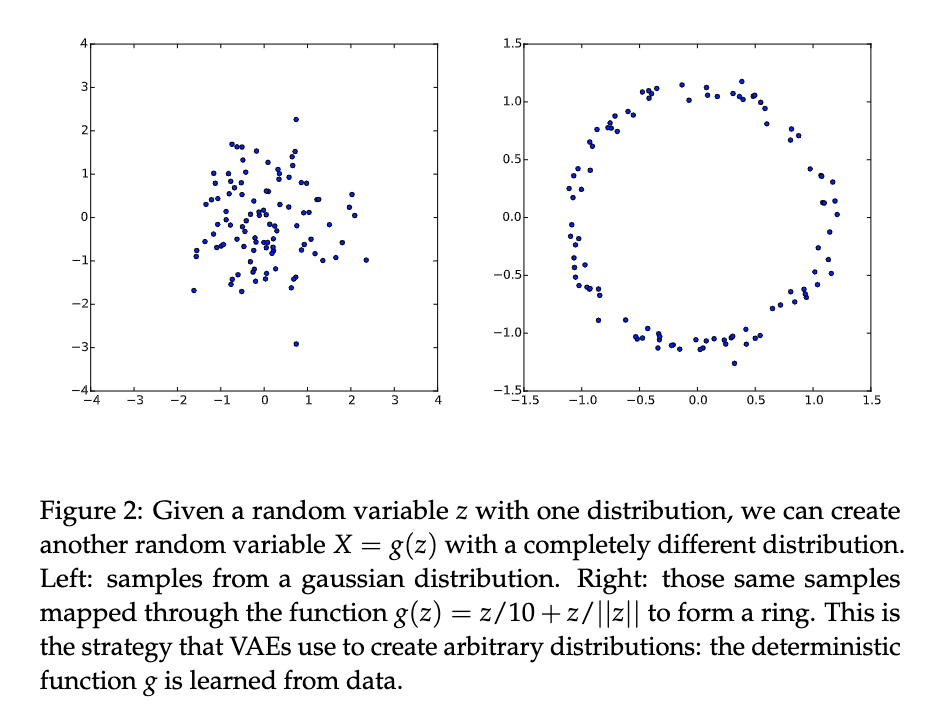 4
3
2
1
0
−1
−2
−3
−4
−4 −3 −2 −1 0 1 2 3 4
1.5
1.0
0.5
0.0
−0.5
−1.0
−1.5
−1.5 −1.0 −0.5 0.0 0.5 1.0 1.5
Figure 2: Given a random variable z with one distribution, we can create
another random variable X = g(z) with a completely different distribution.
Left: samples from a gaussian distribution. Right: those same samples
mapped through the function g(z) = z/10 + z/||z|| to form a ring. This is
the strategy that VAEs use to create arbitrary distributions: the deterministic
function g is learned from data.